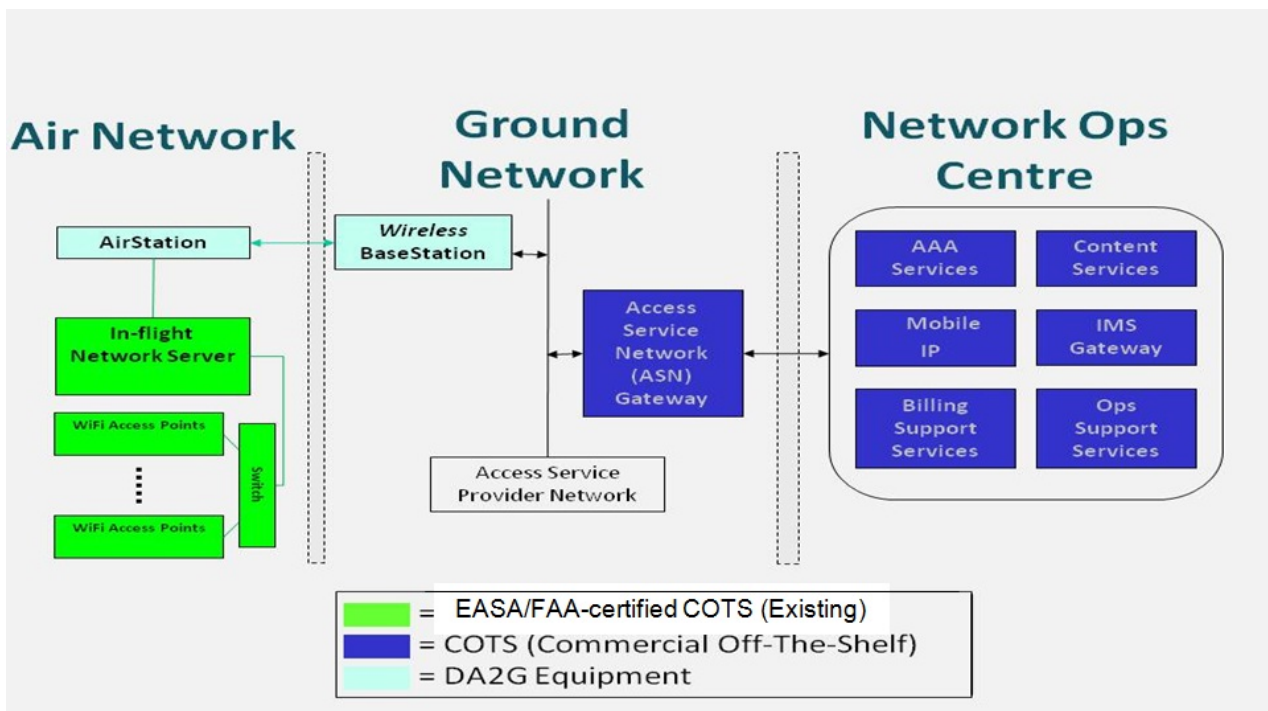 Air Network
Ground
Network
Network Ops
Centre
AirStation
In-flight
Network Server
WiFi Access Points
WiFi Access Points
Switch
Wireless
BaseStation
Access
Service
Network
(ASN)
Gateway
Access Service
Provider Network
AAA
Services
Content
Services
Mobile
IP
IMS
Gateway
Billing
Support
Services
Ops
Support
Services
= EASA/FAA-certified COTS (Existing)
= COTS (Commercial Off-The-Shelf)
= DA2G Equipment